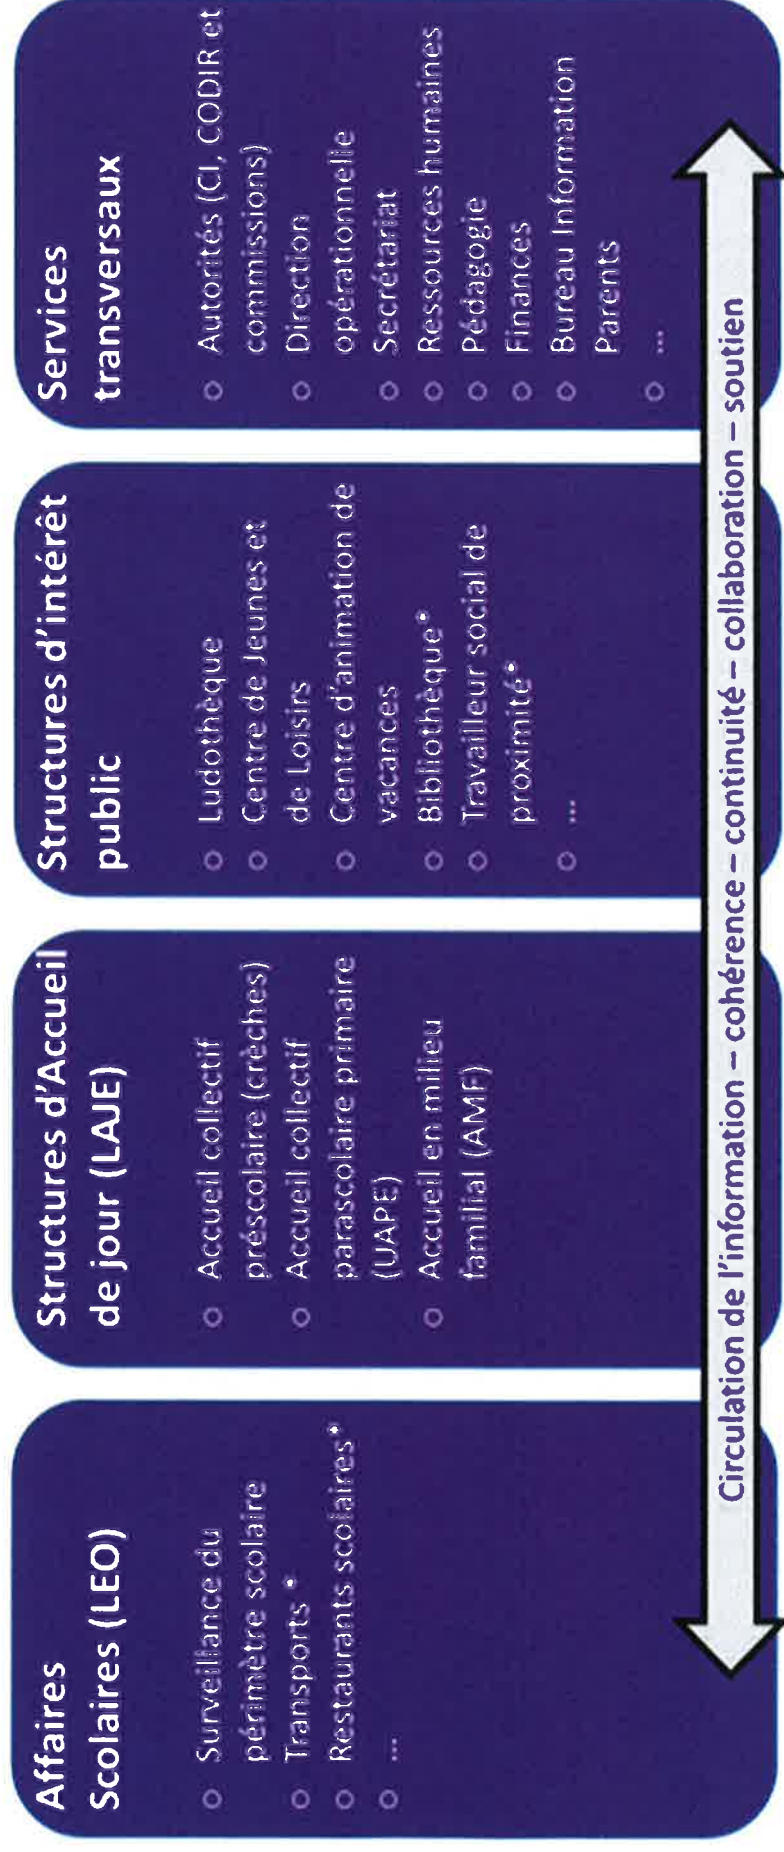 Affaires
Scolaires (LEO)
○ Surveillance du
périmètre scolaire
○ Transports *
○ Restaurants scolaires*
○ ...
Structures d'Accueil
de jour (LAJE)
○ Accueil collectif
préscolaire (crèches)
○ Accueil collectif
parascolaire primaire
(UAPE)
○ Accueil en milieu
familial (AMF)
Structures d'intérêt
public
○ Ludothèque
○ Centre de Jeunes et
de Loisirs
○ Centre d'animation de
vacances
○ Bibliothèque*
○ Travailleur social de
proximité*
○ ...
Services
transversaux
○ Autorités (CI, CODIR et
commissions)
○ Direction
opérationnelle
○ Secrétariat
○ Ressources humaines
○ Pédagogie
○ Finances
○ Bureau Information
Parents
○ ...
Circulation de l'information – cohérence – continuité – collaboration – soutien